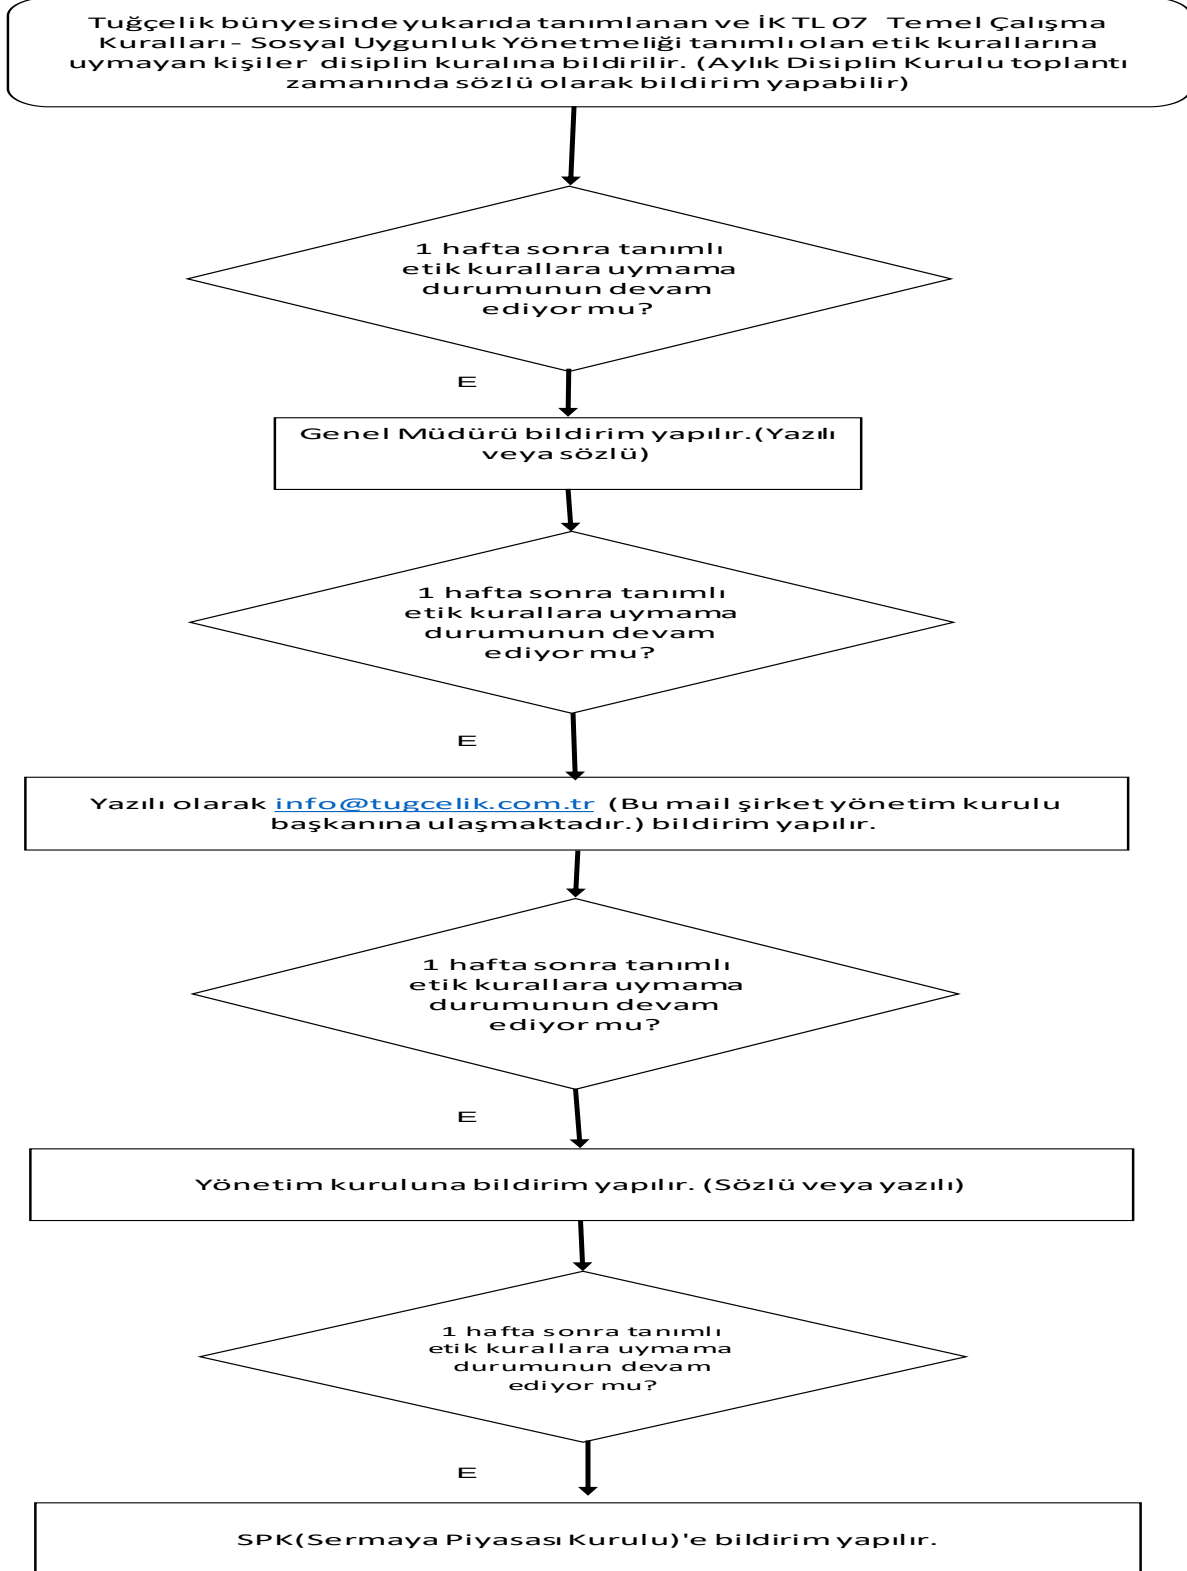 Tuğçelik bünyesinde yukarıda tanımlanan ve İK TL 07 Temel Çalışma
Kuralları - Sosyal Uygunluk Yönetmeliği tanımlı olan etik kurallarına
uymayan kişiler disiplin kuralına bildirilir. (Aylık Disiplin Kurulu toplantı
zamanında sözlü olarak bildirim yapabilir)
1 hafta sonra tanımlı
etik kurallara uymama
durumunun devam
ediyor mu?
E
Genel Müdürü bildirim yapılır.(Yazılı
veya sözlü)
1 hafta sonra tanımlı
etik kurallara uymama
durumunun devam
ediyor mu?
E
Yazılı olarak info@tugcelik.com.tr (Bu mail şirket yönetim kurulu
başkanına ulaşmaktadır.) bildirim yapılır.
1 hafta sonra tanımlı
etik kurallara uymama
durumunun devam
ediyor mu?
E
Yönetim kuruluna bildirim yapılır. (Sözlü veya yazılı)
1 hafta sonra tanımlı
etik kurallara uymama
durumunun devam
ediyor mu?
E
SPK(Sermaya Piyasası Kurulu)'e bildirim yapılır.